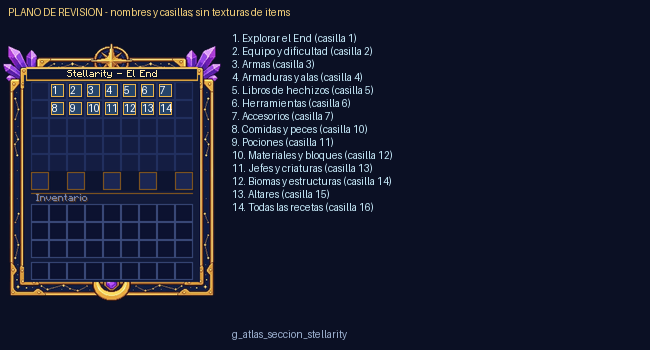 PLANO DE REVISION - nombres y casillas; sin texturas de items
Stellarity - El End
1 2 3 4 5 6 7
8 9 10 11 12 13 14
Inventario
1. Explorar el End (casilla 1)
2. Equipo y dificultad (casilla 2)
3. Armas (casilla 3)
4. Armaduras y alas (casilla 4)
5. Libros de hechizos (casilla 5)
6. Herramientas (casilla 6)
7. Accesorios (casilla 7)
8. Comidas y peces (casilla 10)
9. Pociones (casilla 11)
10. Materiales y bloques (casilla 12)
11. Jefes y criaturas (casilla 13)
12. Biomas y estructuras (casilla 14)
13. Altares (casilla 15)
14. Todas las recetas (casilla 16)
g_atlas_seccion_stellarity